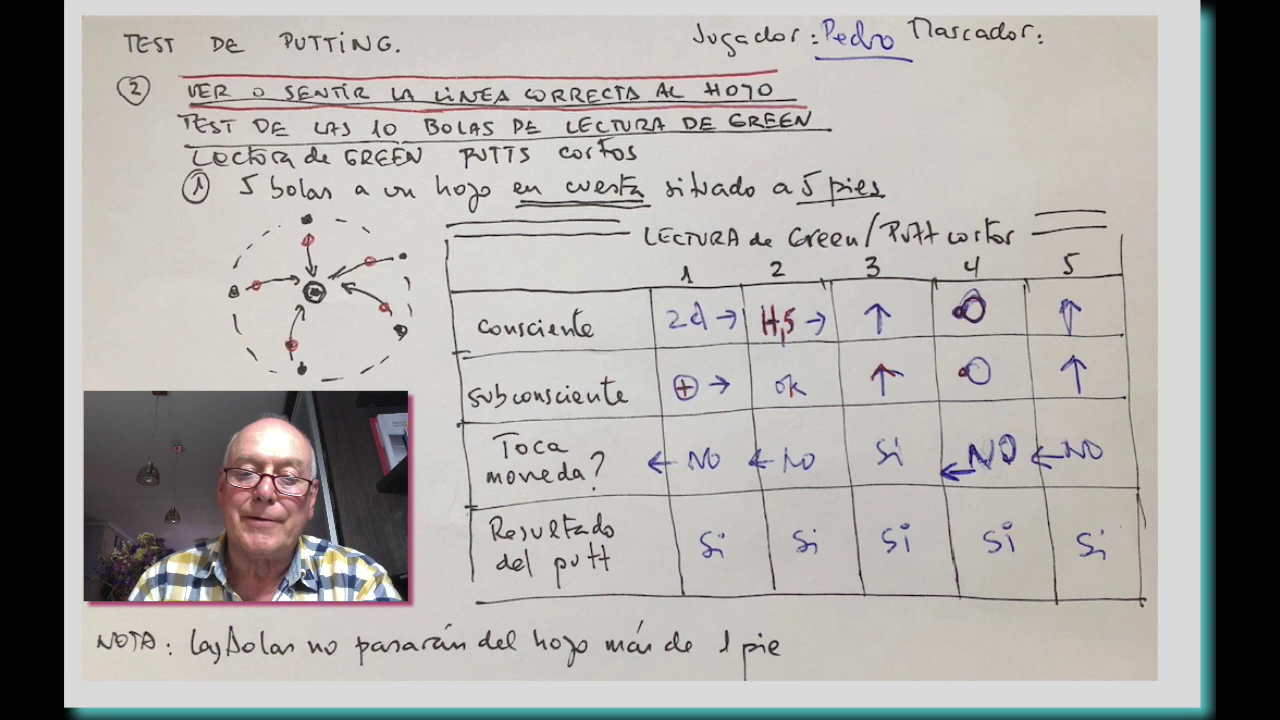 TEST DE PUTTING.
Jugador: Pedro Marcador:
2 VER O SENTIR LA LINEA CORRECTA AL HOYO
TEST DE LAS 10 BOLAS DE LECTURA DE GREEN
LECTURA de GREEN PUTTS cortos
1 5 bolas a un hoyo en cuesta situado a 5 pies
LECTURA de Green/Putt cortos
1 2 3 4 5
consciente 2d → H,5 → ↑ ↑
subconsciente + → ok ↑ ↑
Toca
moneda? ← NO ← NO Si ← NO ← NO
Resultado
del putt Si Si Si Si Si
NOTA: las bolas no pasarán del hoyo más de 1 pie